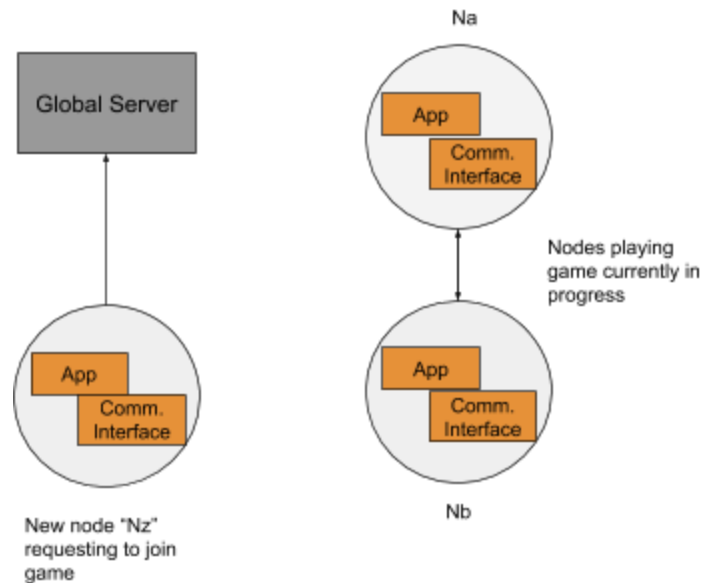 Na
Global Server
App
Comm.
Interface
Nodes playing
game currently in
progress
App
Comm.
Interface
App
Comm.
Interface
Nb
New node “Nz”
requesting to join
game